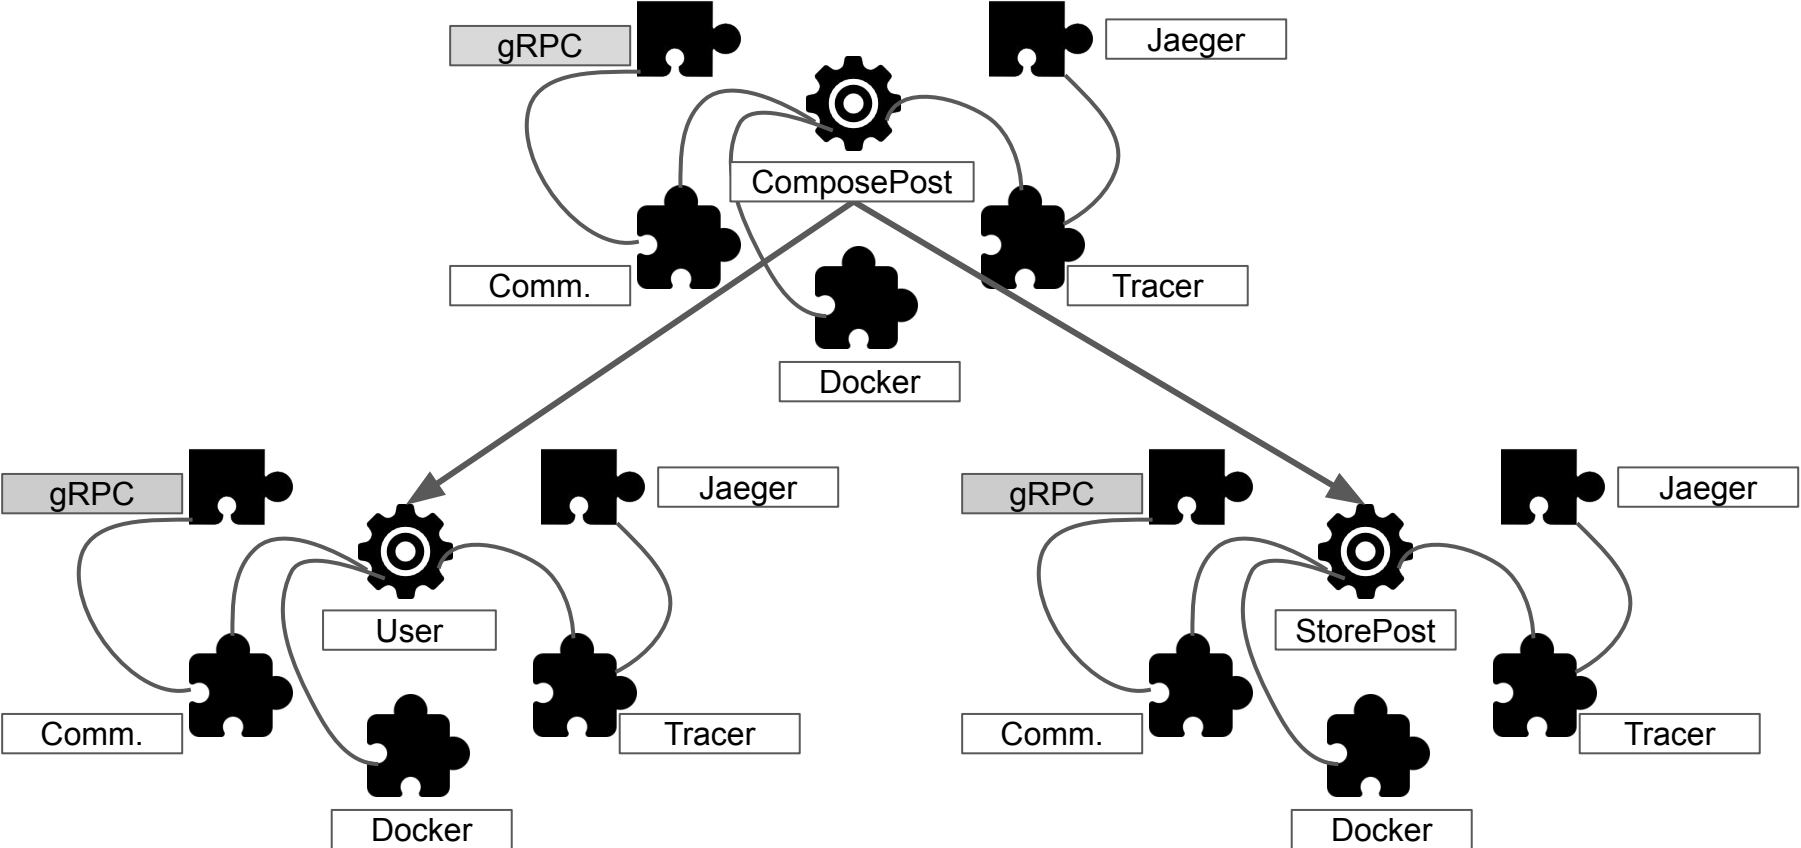 gRPC
Jaeger
ComposePost
Comm.
Tracer
Docker
gRPC
Jaeger
User
Comm.
Tracer
Docker
gRPC
Jaeger
StorePost
Comm.
Tracer
Docker